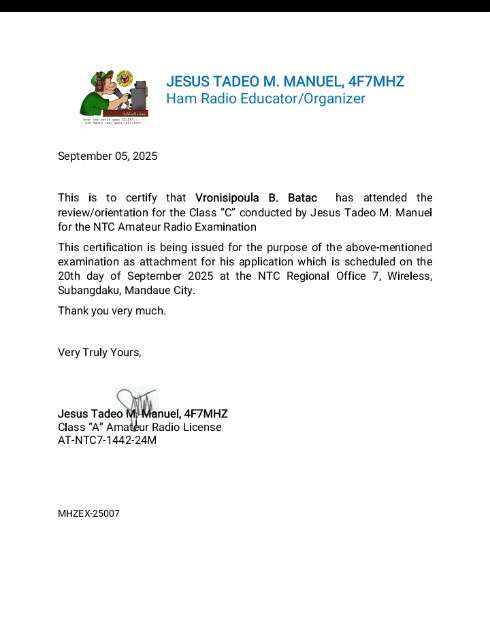 JESUS TADEO M. MANUEL, 4F7MHZ
Ham Radio Educator/Organizer
September 05, 2025
This is to certify that Vronisipoula B. Batac has attended the
review/orientation for the Class “C” conducted by Jesus Tadeo M. Manuel
for the NTC Amateur Radio Examination
This certification is being issued for the purpose of the above-mentioned
examination as attachment for his application which is scheduled on the
20th day of September 2025 at the NTC Regional Office 7, Wireless,
Subangdaku, Mandaue City.
Thank you very much.
Very Truly Yours,
Jesus Tadeo M. Manuel, 4F7MHZ
Class “A” Amateur Radio License
AT-NTC7-1442-24M
MHZEX-25007